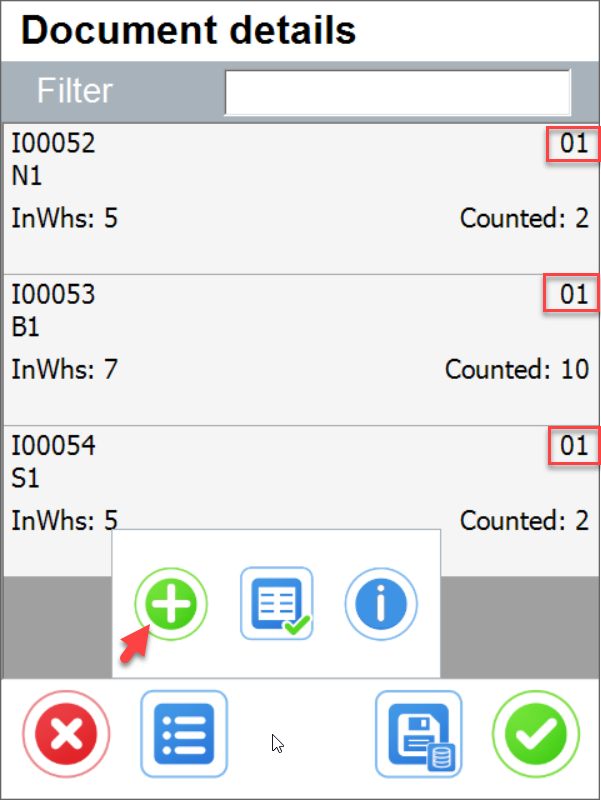 Document details
Filter
I00052 01
N1
InWhs: 5 Counted: 2
I00053 01
B1
InWhs: 7 Counted: 10
I00054 01
S1
InWhs: 5 Counted: 2